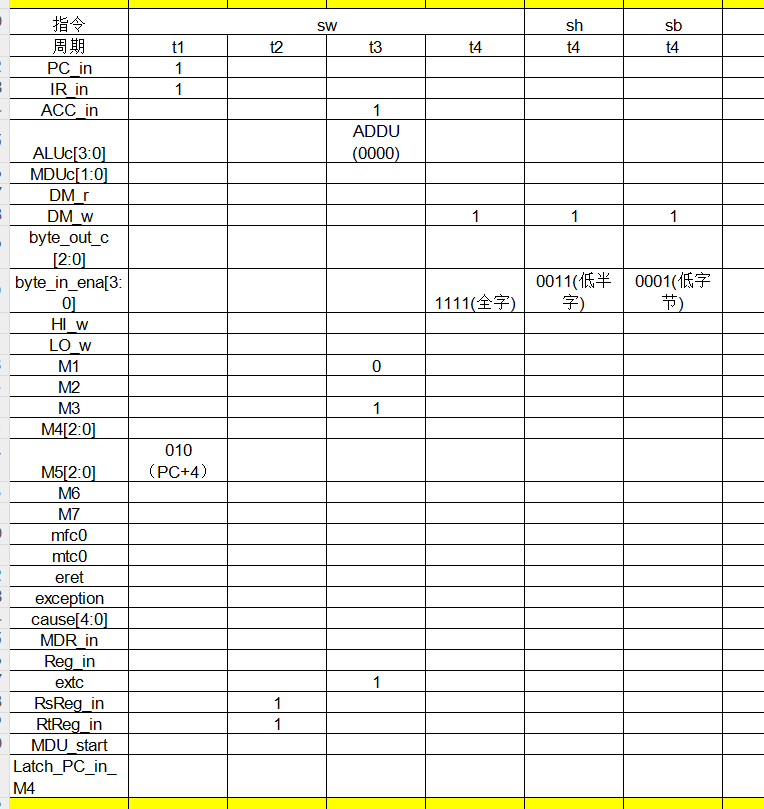 指令 sw sh sb
周期 t1 t2 t3 t4 t4 t4
PC_in 1
IR_in 1
ACC_in 1
ADDU
ALUc[3:0] (0000)
MDUc[1:0]
DM_r
DM_w 1 1 1
byte_out_c
[2:0]
byte_in_ena[3: 0011(低半 0001(低字
0] 1111(全字) 字) 节)
HI_w
LO_w
M1 0
M2
M3 1
M4[2:0]
010
M5[2:0] （PC+4）
M6
M7
mfc0
mtc0
eret
exception
cause[4:0]
MDR_in
Reg_in
extc 1
RsReg_in 1
RtReg_in 1
MDU_start
Latch_PC_in_
M4